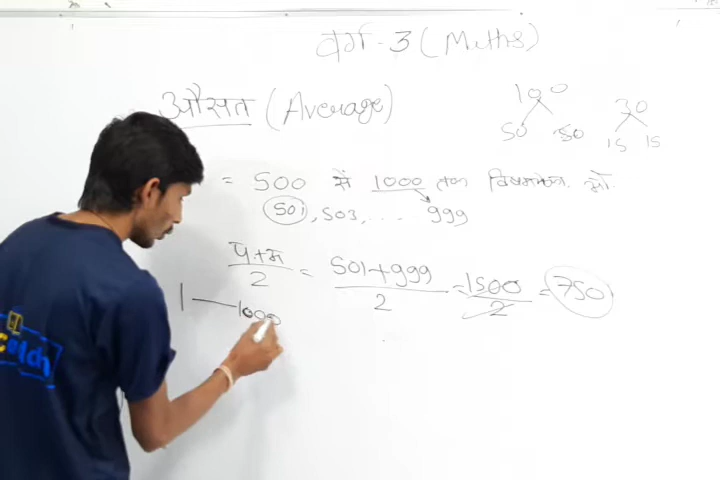 वर्ग-3 (Maths)
औसत (Average)
100
50 50
30
15 15
= 500 से 1000 तक
501, 503, ... 999
प+अ/2 = 501+999/2 = 1500/2 = 750
1 — 1000